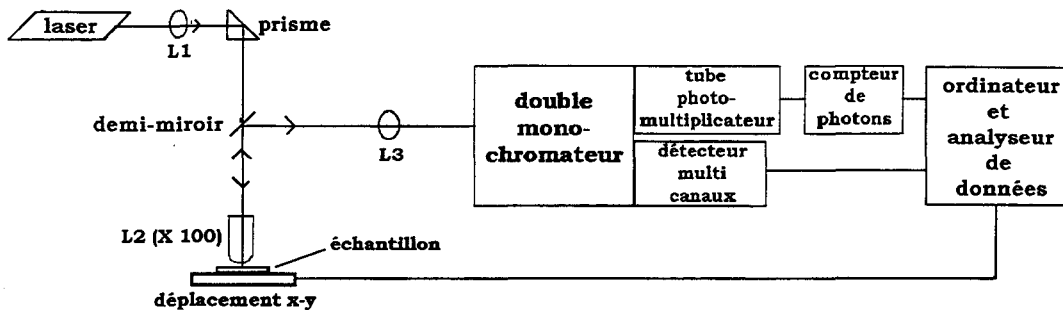 laser
L1
prisme
demi-miroir
L3
L2 (X 100)
échantillon
déplacement x-y
double
mono-
chromateur
tube
photo-
multiplicateur
détecteur
multi
canaux
compteur
de
photons
ordinateur
et
analyseur
de
données